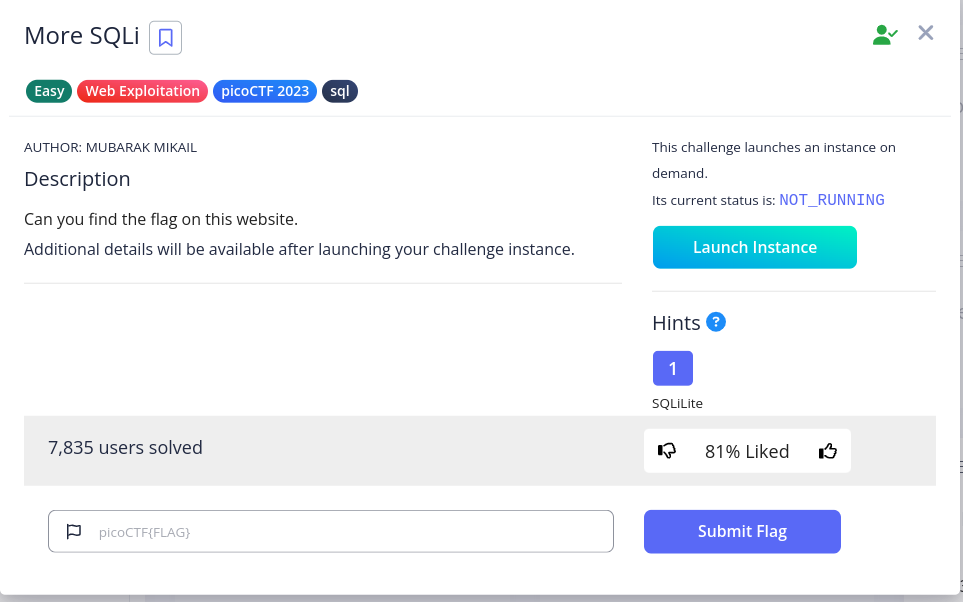 More SQLi
Easy Web Exploitation picoCTF 2023 sql
AUTHOR: MUBARAK MIKAIL
Description
Can you find the flag on this website.
Additional details will be available after launching your challenge instance.
This challenge launches an instance on
demand.
Its current status is: NOT_RUNNING
Launch Instance
Hints ?
1
SQLiLite
7,835 users solved
81% Liked
picoCTF{FLAG}
Submit Flag